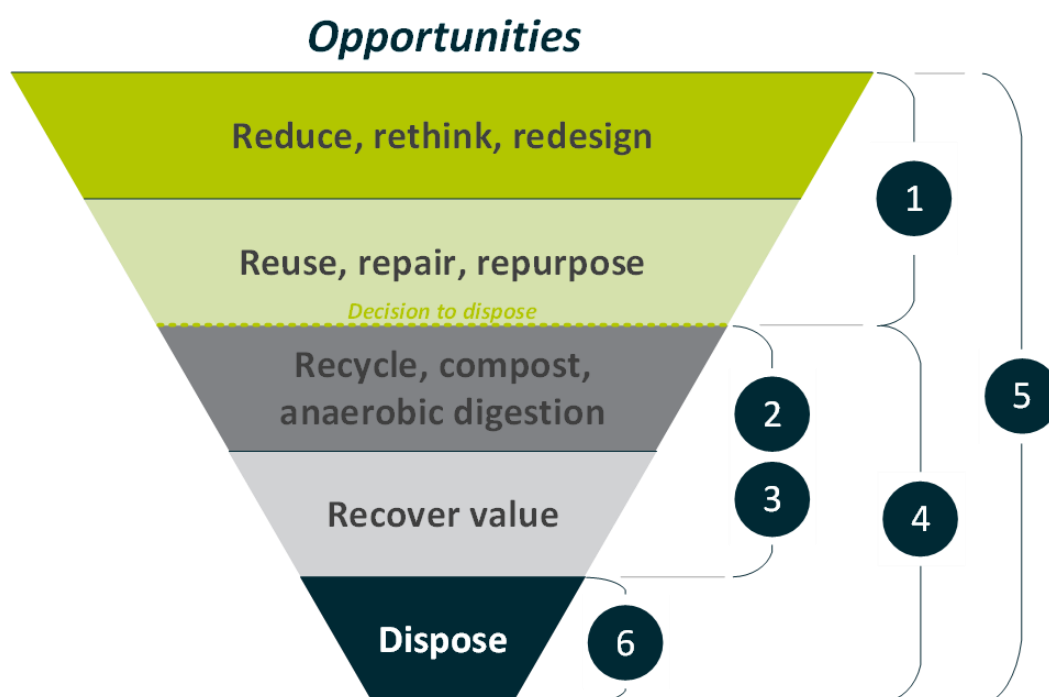 Opportunities
Reduce, rethink, redesign
1
Reuse, repair, repurpose
Decision to dispose
Recycle, compost,
anaerobic digestion
2
5
Recover value
3
4
Dispose
6